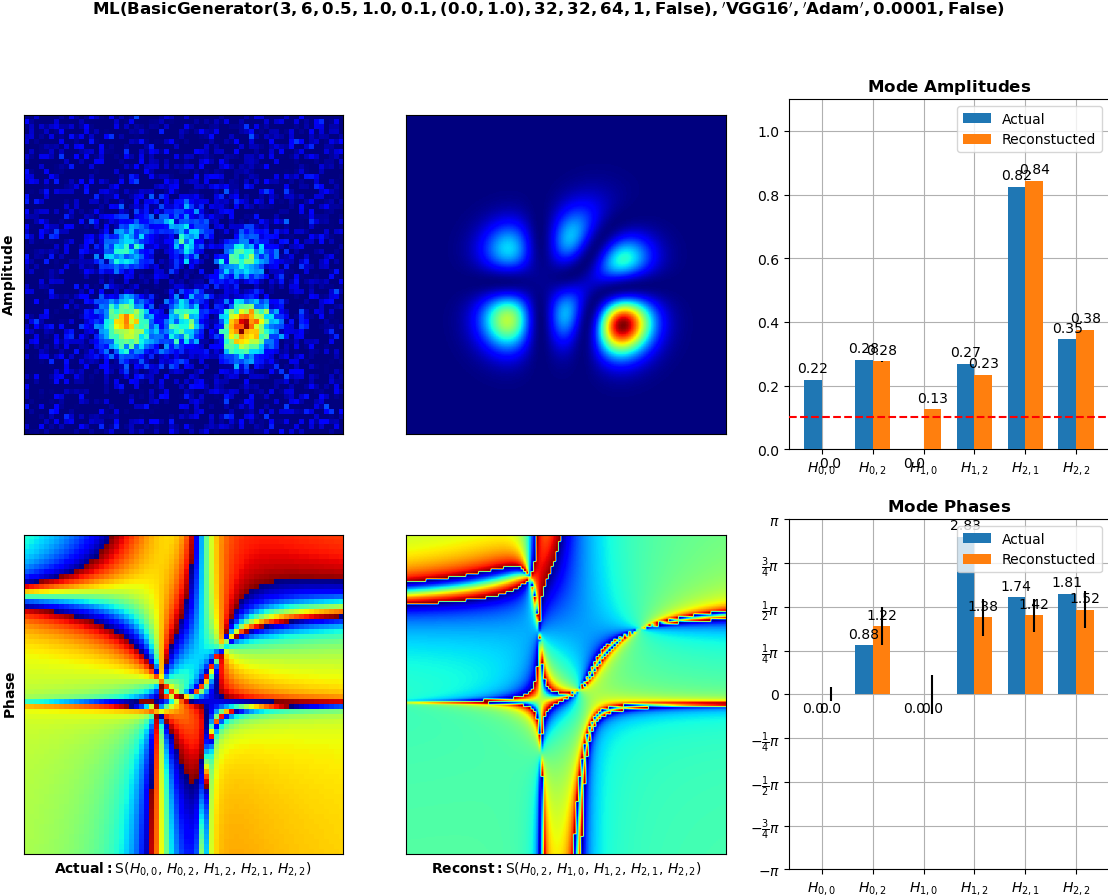 ML(BasicGenerator(3, 6, 0.5, 1.0, 0.1, (0.0, 1.0), 32, 32, 64, 1, False), ′VGG16′, ′Adam′, 0.0001, False)
Amplitude
Mode Amplitudes
Actual
Reconstucted
1.0
0.8
0.6
0.4
0.2
0.0
0.22
0.0
0.28
0.28
0.0
0.13
0.27
0.23
0.82
0.84
0.35
0.38
H0,0
H0,2
H1,0
H1,2
H2,1
H2,2
Phase
Actual: S(H0,0, H0,2, H1,2, H2,1, H2,2)
Reconst: S(H0,2, H1,0, H1,2, H2,1, H2,2)
Mode Phases
Actual
Reconstucted
π
3/4π
1/2π
1/4π
0
−1/4π
−1/2π
−3/4π
−π
0.0
0.0
0.88
1.22
0.0
0.0
2.83
1.38
1.74
1.42
1.81
1.52
H0,0
H0,2
H1,0
H1,2
H2,1
H2,2